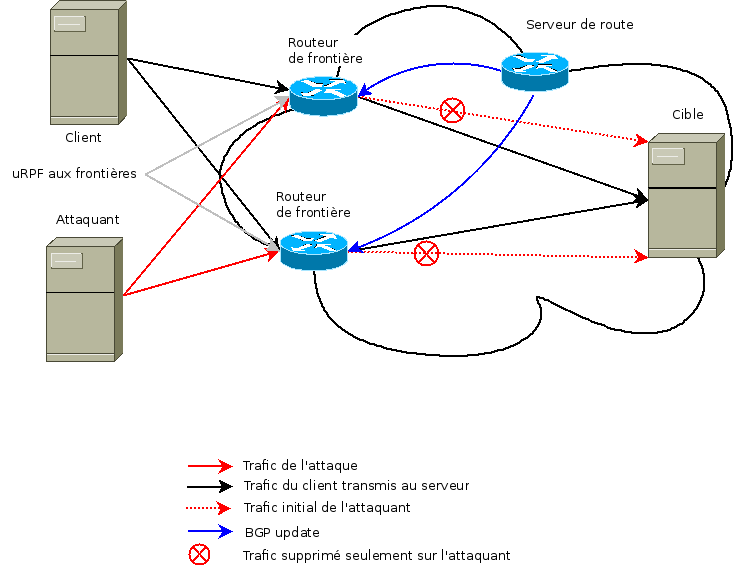 Serveur de route
Routeur
de frontière
Client
Cible
uRPF aux frontières
Routeur
de frontière
Attaquant
Trafic de l'attaque
Trafic du client transmis au serveur
Trafic initial de l'attaquant
BGP update
Trafic supprimé seulement sur l'attaquant